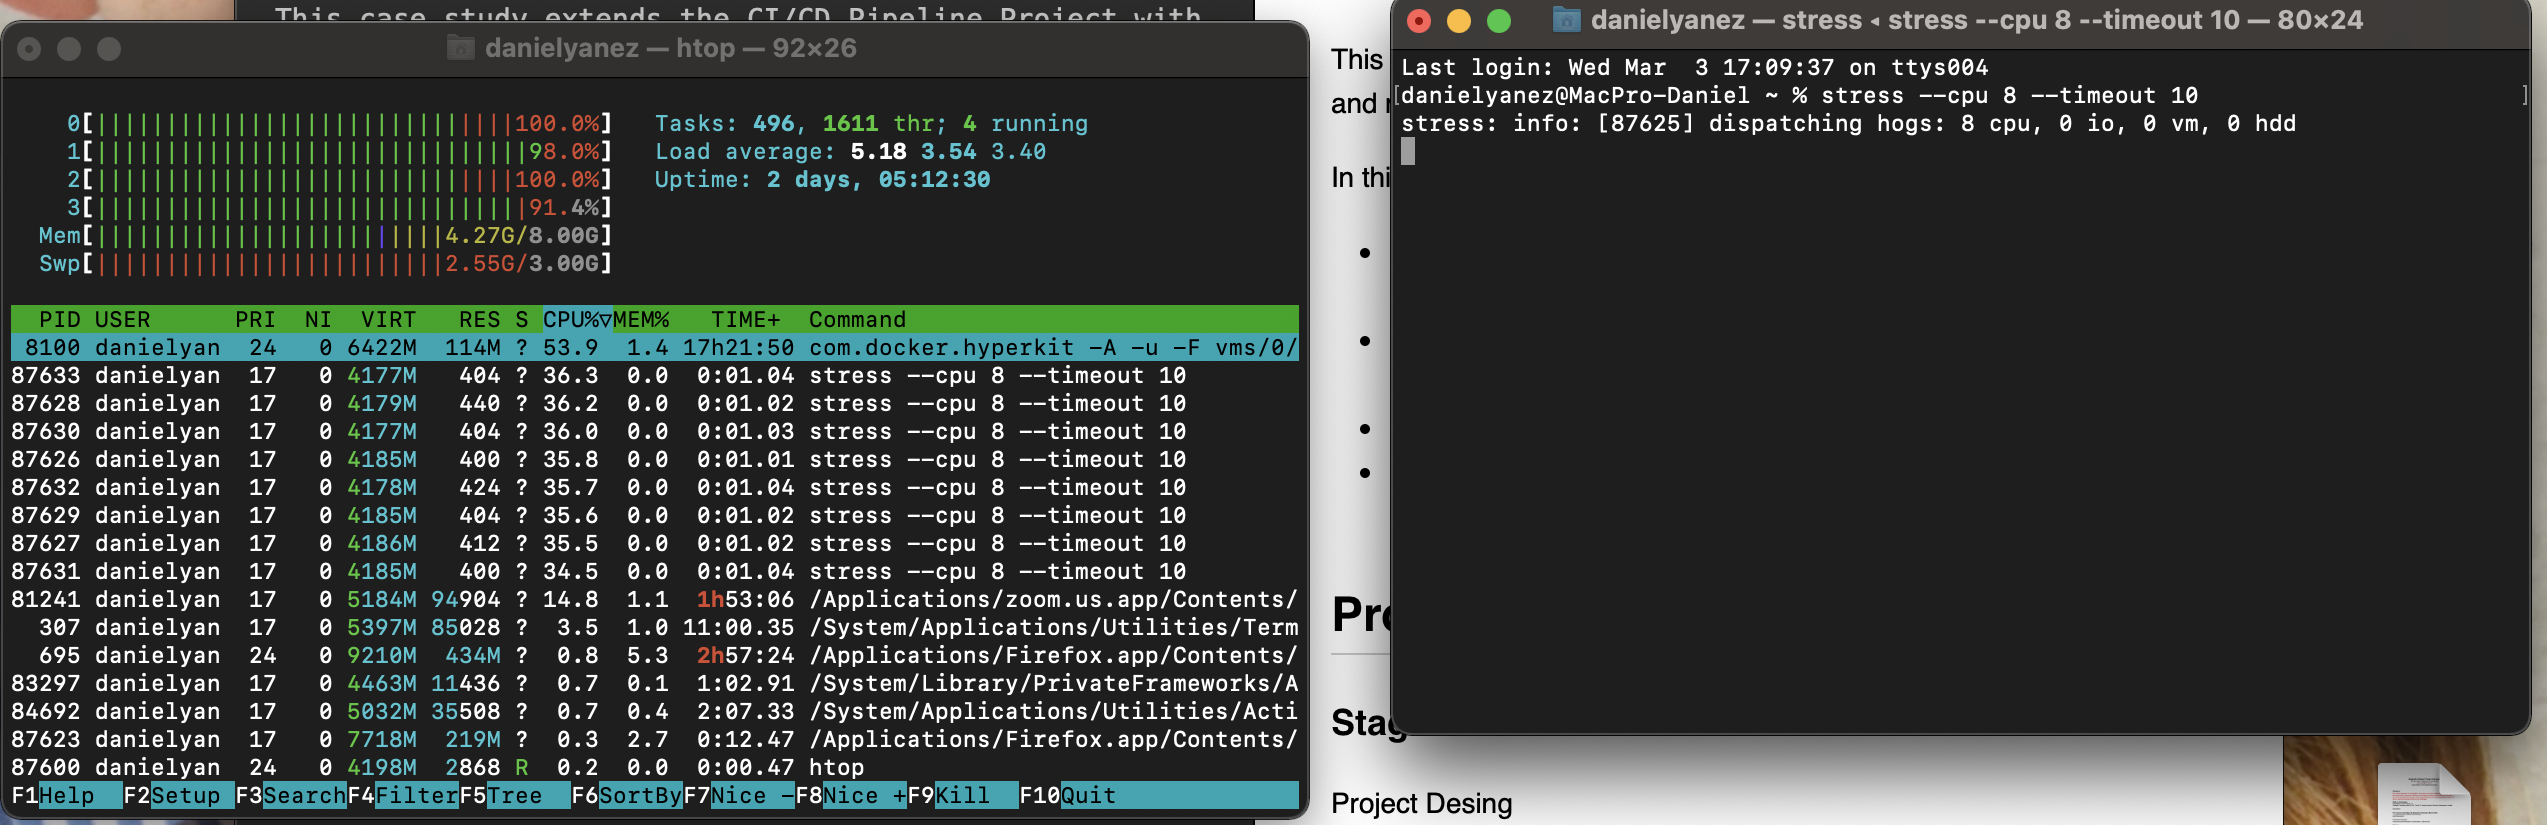 This case study extends the CI/CD Pipeline Project with
danielyanez — htop — 92×26
0[100.0%] Tasks: 496, 1611 thr; 4 running
1[98.0%] Load average: 5.18 3.54 3.40
2[100.0%] Uptime: 2 days, 05:12:30
3[91.4%]
Mem[4.27G/8.00G]
Swp[2.55G/3.00G]
PID USER PRI NI VIRT RES S CPU%▽MEM% TIME+ Command
8100 danielyan 24 0 6422M 114M ? 53.9 1.4 17h21:50 com.docker.hyperkit -A -u -F vms/0/
87633 danielyan 17 0 4177M 404 ? 36.3 0.0 0:01.04 stress --cpu 8 --timeout 10
87628 danielyan 17 0 4179M 440 ? 36.2 0.0 0:01.02 stress --cpu 8 --timeout 10
87630 danielyan 17 0 4177M 404 ? 36.0 0.0 0:01.03 stress --cpu 8 --timeout 10
87626 danielyan 17 0 4185M 400 ? 35.8 0.0 0:01.01 stress --cpu 8 --timeout 10
87632 danielyan 17 0 4178M 424 ? 35.7 0.0 0:01.04 stress --cpu 8 --timeout 10
87629 danielyan 17 0 4185M 404 ? 35.6 0.0 0:01.02 stress --cpu 8 --timeout 10
87627 danielyan 17 0 4186M 412 ? 35.5 0.0 0:01.02 stress --cpu 8 --timeout 10
87631 danielyan 17 0 4185M 400 ? 34.5 0.0 0:01.04 stress --cpu 8 --timeout 10
81241 danielyan 17 0 5184M 94904 ? 14.8 1.1 1h53:06 /Applications/zoom.us.app/Contents/
307 danielyan 17 0 5397M 85028 ? 3.5 1.0 11:00.35 /System/Applications/Utilities/Term
695 danielyan 24 0 9210M 434M ? 0.8 5.3 2h57:24 /Applications/Firefox.app/Contents/
83297 danielyan 17 0 4463M 11436 ? 0.7 0.1 1:02.91 /System/Library/PrivateFrameworks/A
84692 danielyan 17 0 5032M 35508 ? 0.7 0.4 2:07.33 /System/Applications/Utilities/Acti
87623 danielyan 17 0 7718M 219M ? 0.3 2.7 0:12.47 /Applications/Firefox.app/Contents/
87600 danielyan 24 0 4198M 2868 R 0.2 0.0 0:00.47 htop
F1Help F2Setup F3SearchF4FilterF5Tree F6SortByF7Nice -F8Nice +F9Kill F10Quit
This
and
In thi
Pro
Stag
Project Desing
danielyanez — stress ◂ stress --cpu 8 --timeout 10 — 80×24
Last login: Wed Mar 3 17:09:37 on ttys004
[danielyanez@MacPro-Daniel ~ % stress --cpu 8 --timeout 10 ]
stress: info: [87625] dispatching hogs: 8 cpu, 0 io, 0 vm, 0 hdd